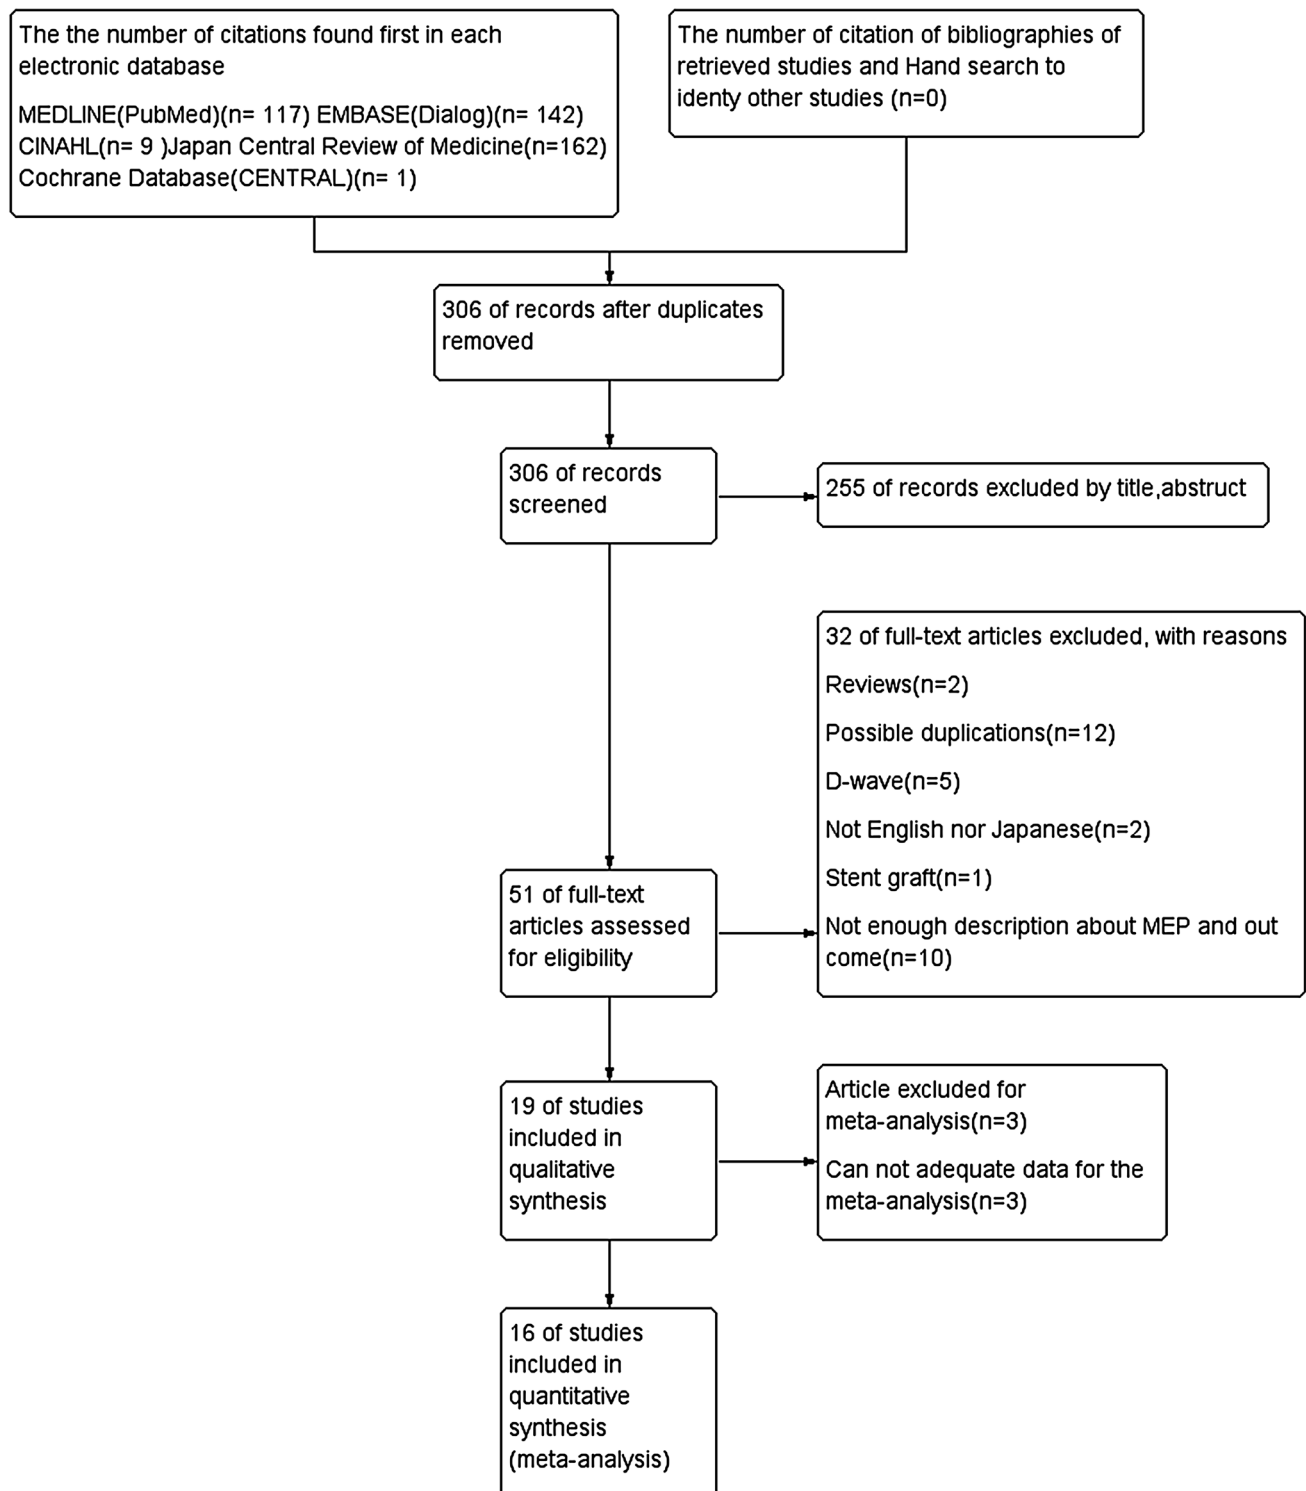 The the number of citations found first in each
electronic database
MEDLINE(PubMed)(n= 117) EMBASE(Dialog)(n= 142)
CINAHL(n= 9 )Japan Central Review of Medicine(n=162)
Cochrane Database(CENTRAL)(n= 1)
The number of citation of bibliographies of
retrieved studies and Hand search to
identy other studies (n=0)
306 of records after duplicates
removed
306 of records
screened
255 of records excluded by title,abstruct
32 of full-text articles excluded, with reasons
Reviews(n=2)
Possible duplications(n=12)
D-wave(n=5)
Not English nor Japanese(n=2)
Stent graft(n=1)
Not enough description about MEP and out
come(n=10)
51 of full-text
articles assessed
for eligibility
19 of studies
included in
qualitative
synthesis
Article excluded for
meta-analysis(n=3)
Can not adequate data for the
meta-analysis(n=3)
16 of studies
included in
quantitative
synthesis
(meta-analysis)